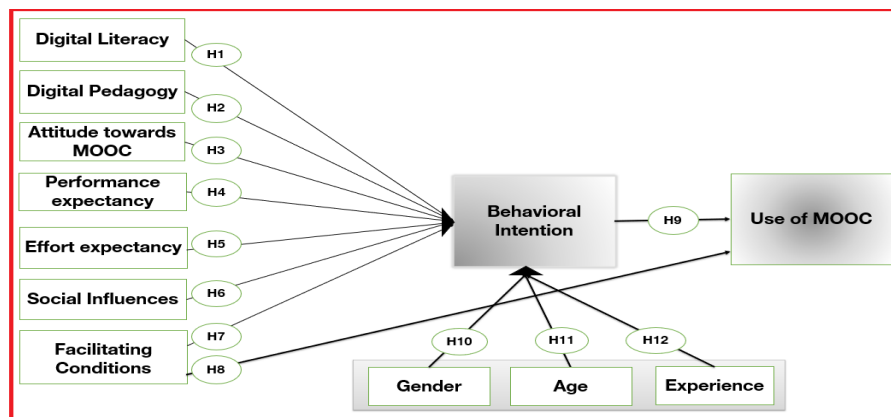 Digital Literacy
H1
Digital Pedagogy
H2
Attitude towards
MOOC
H3
Performance
expectancy
H4
Effort expectancy
H5
Social Influences
H6
Facilitating
Conditions
H7
H8
Behavioral
Intention
H9
Use of MOOC
H10
H11
H12
Gender
Age
Experience